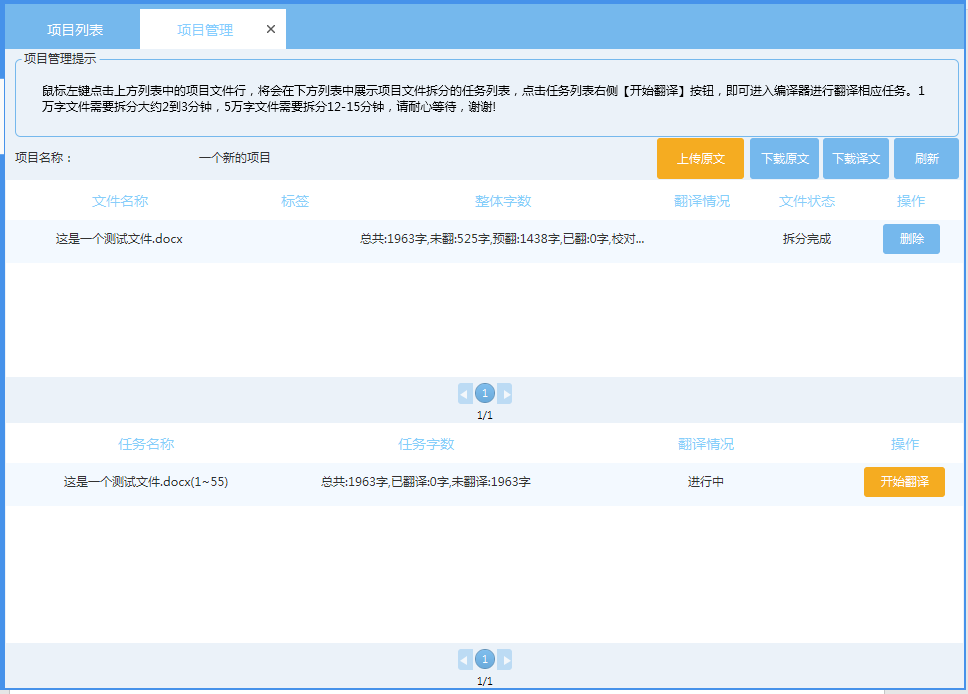 项目列表
项目管理 ✕
项目管理提示
鼠标左键点击上方列表中的项目文件行，将会在下方列表中展示项目文件拆分的任务列表，点击任务列表右侧【开始翻译】按钮，即可进入编译器进行翻译相应任务。1
万字文件需要拆分大约2到3分钟，5万字文件需要拆分12-15分钟，请耐心等待，谢谢!
项目名称： 一个新的项目 上传原文 下载原文 下载译文 刷新
文件名称 标签 整体字数 翻译情况 文件状态 操作
这是一个测试文件.docx 总共:1963字,未翻:525字,预翻:1438字,已翻:0字,校对... 拆分完成 删除
1
1/1
任务名称 任务字数 翻译情况 操作
这是一个测试文件.docx(1~55) 总共:1963字,已翻译:0字,未翻译:1963字 进行中 开始翻译
1
1/1